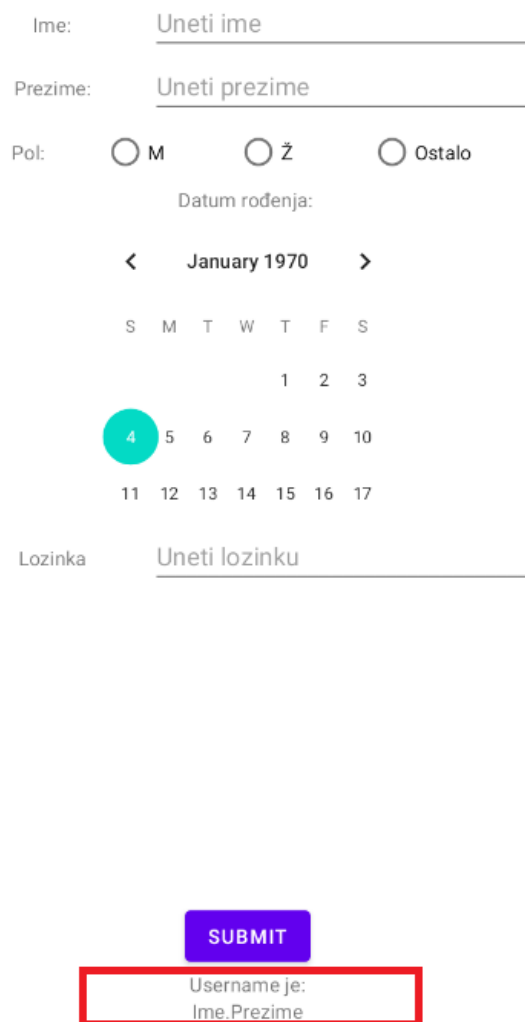 Ime: Uneti ime
Prezime: Uneti prezime
Pol: M Ž Ostalo
Datum rođenja:
January 1970
S M T W T F S
1 2 3
4 5 6 7 8 9 10
11 12 13 14 15 16 17
Lozinka Uneti lozinku
SUBMIT
Username je:
Ime.Prezime